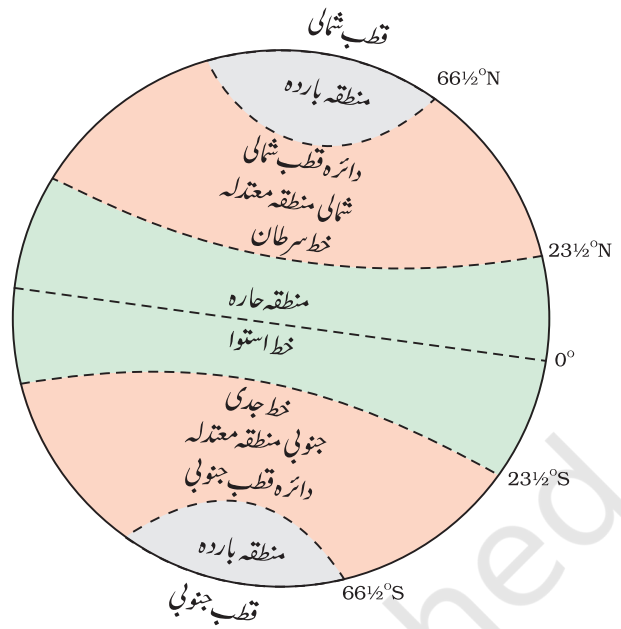 قطب شمالی
66½°N
منطقہ باردہ
دائرہ قطب شمالی
شمالی منطقہ معتدلہ
خط سرطان
23½°N
منطقہ حارہ
خط استوا
0°
خط جدی
جنوبی منطقہ معتدلہ
23½°S
دائرہ قطب جنوبی
منطقہ باردہ
66½°S
قطب جنوبی
hed